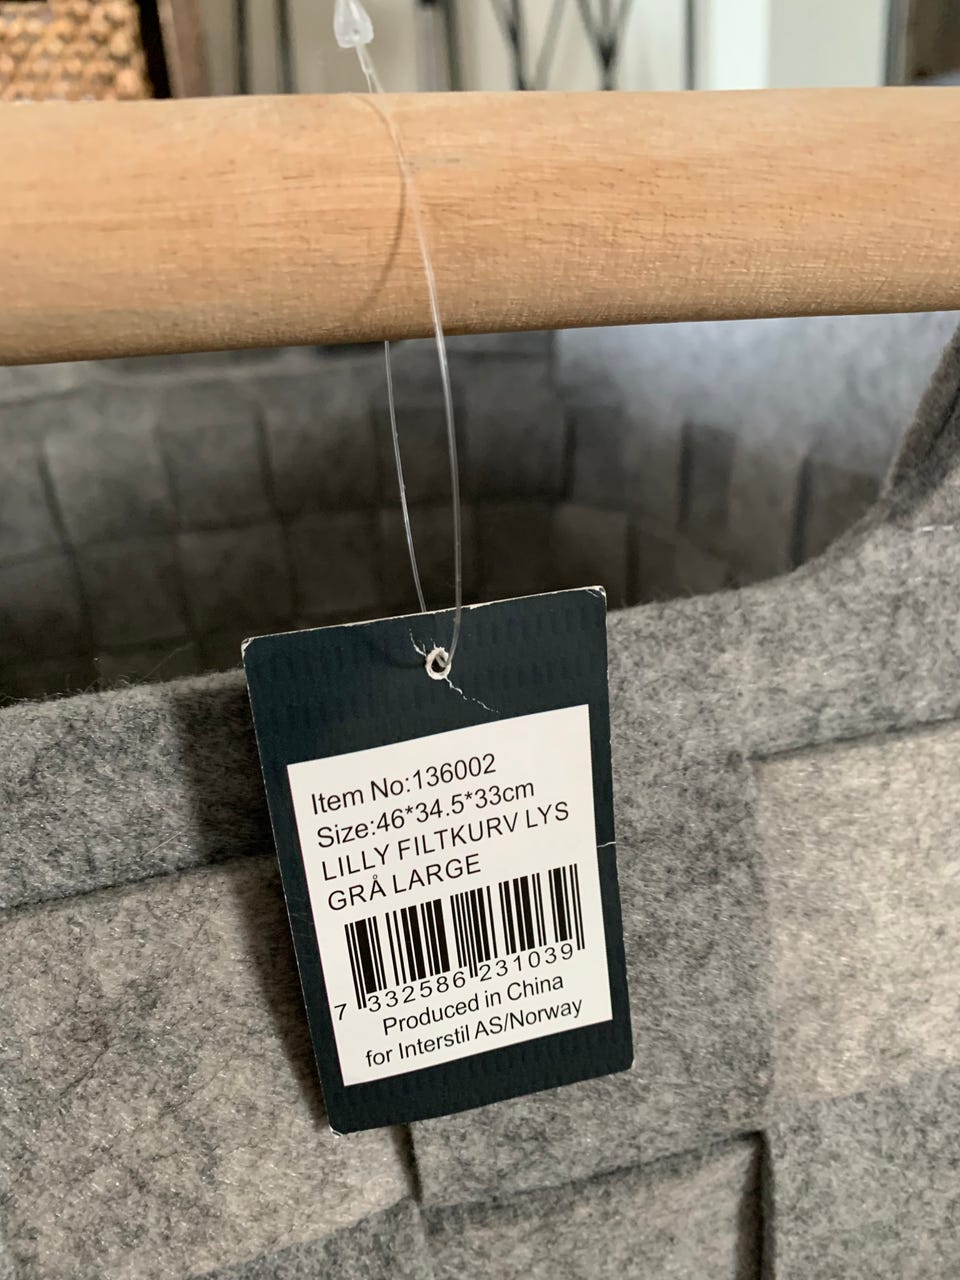 Item No:136002
Size:46*34.5*33cm
LILLY FILTKURV LYS
GRÅ LARGE
7 332586 231039
Produced in China
for Interstil AS/Norway